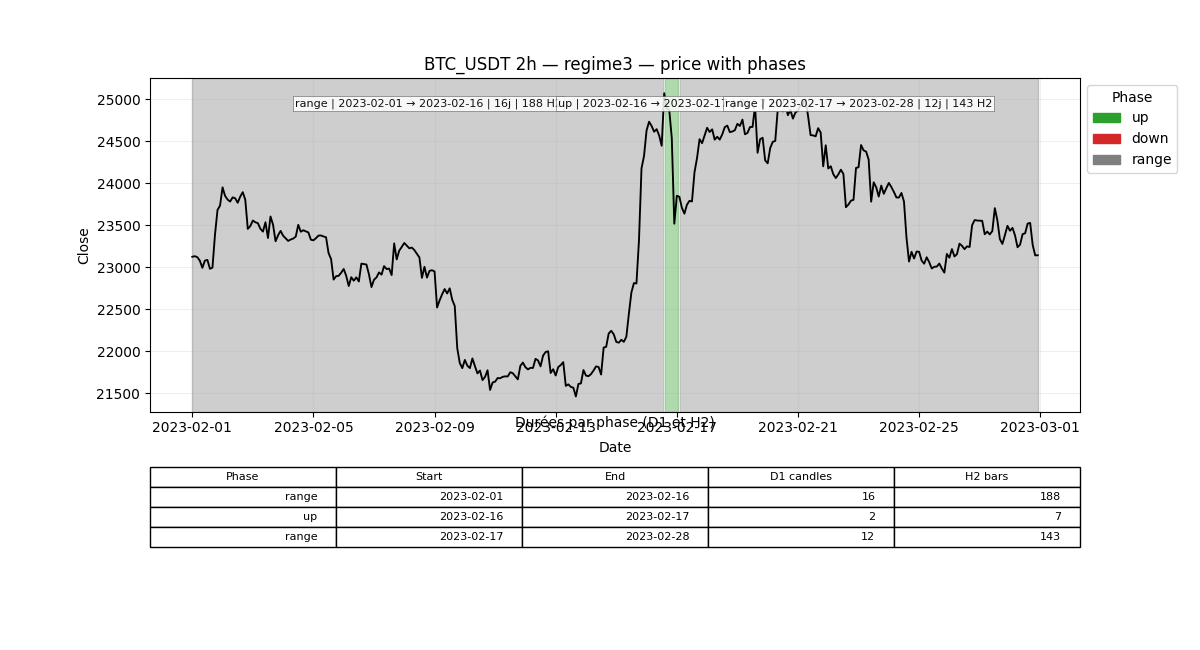 BTC_USDT 2h — regime3 — price with phases
range | 2023-02-01 → 2023-02-16 | 16j | 188 H
up | 2023-02-16 → 2023-02-17
range | 2023-02-17 → 2023-02-28 | 12j | 143 H2
Phase
up
down
range
Close
25000
24500
24000
23500
23000
22500
22000
21500
2023-02-01 2023-02-05 2023-02-09 2023-02-13 2023-02-17 2023-02-21 2023-02-25 2023-03-01
Durées par phase (D1 et H2)
Date
Phase Start End D1 candles H2 bars
range 2023-02-01 2023-02-16 16 188
up 2023-02-16 2023-02-17 2 7
range 2023-02-17 2023-02-28 12 143